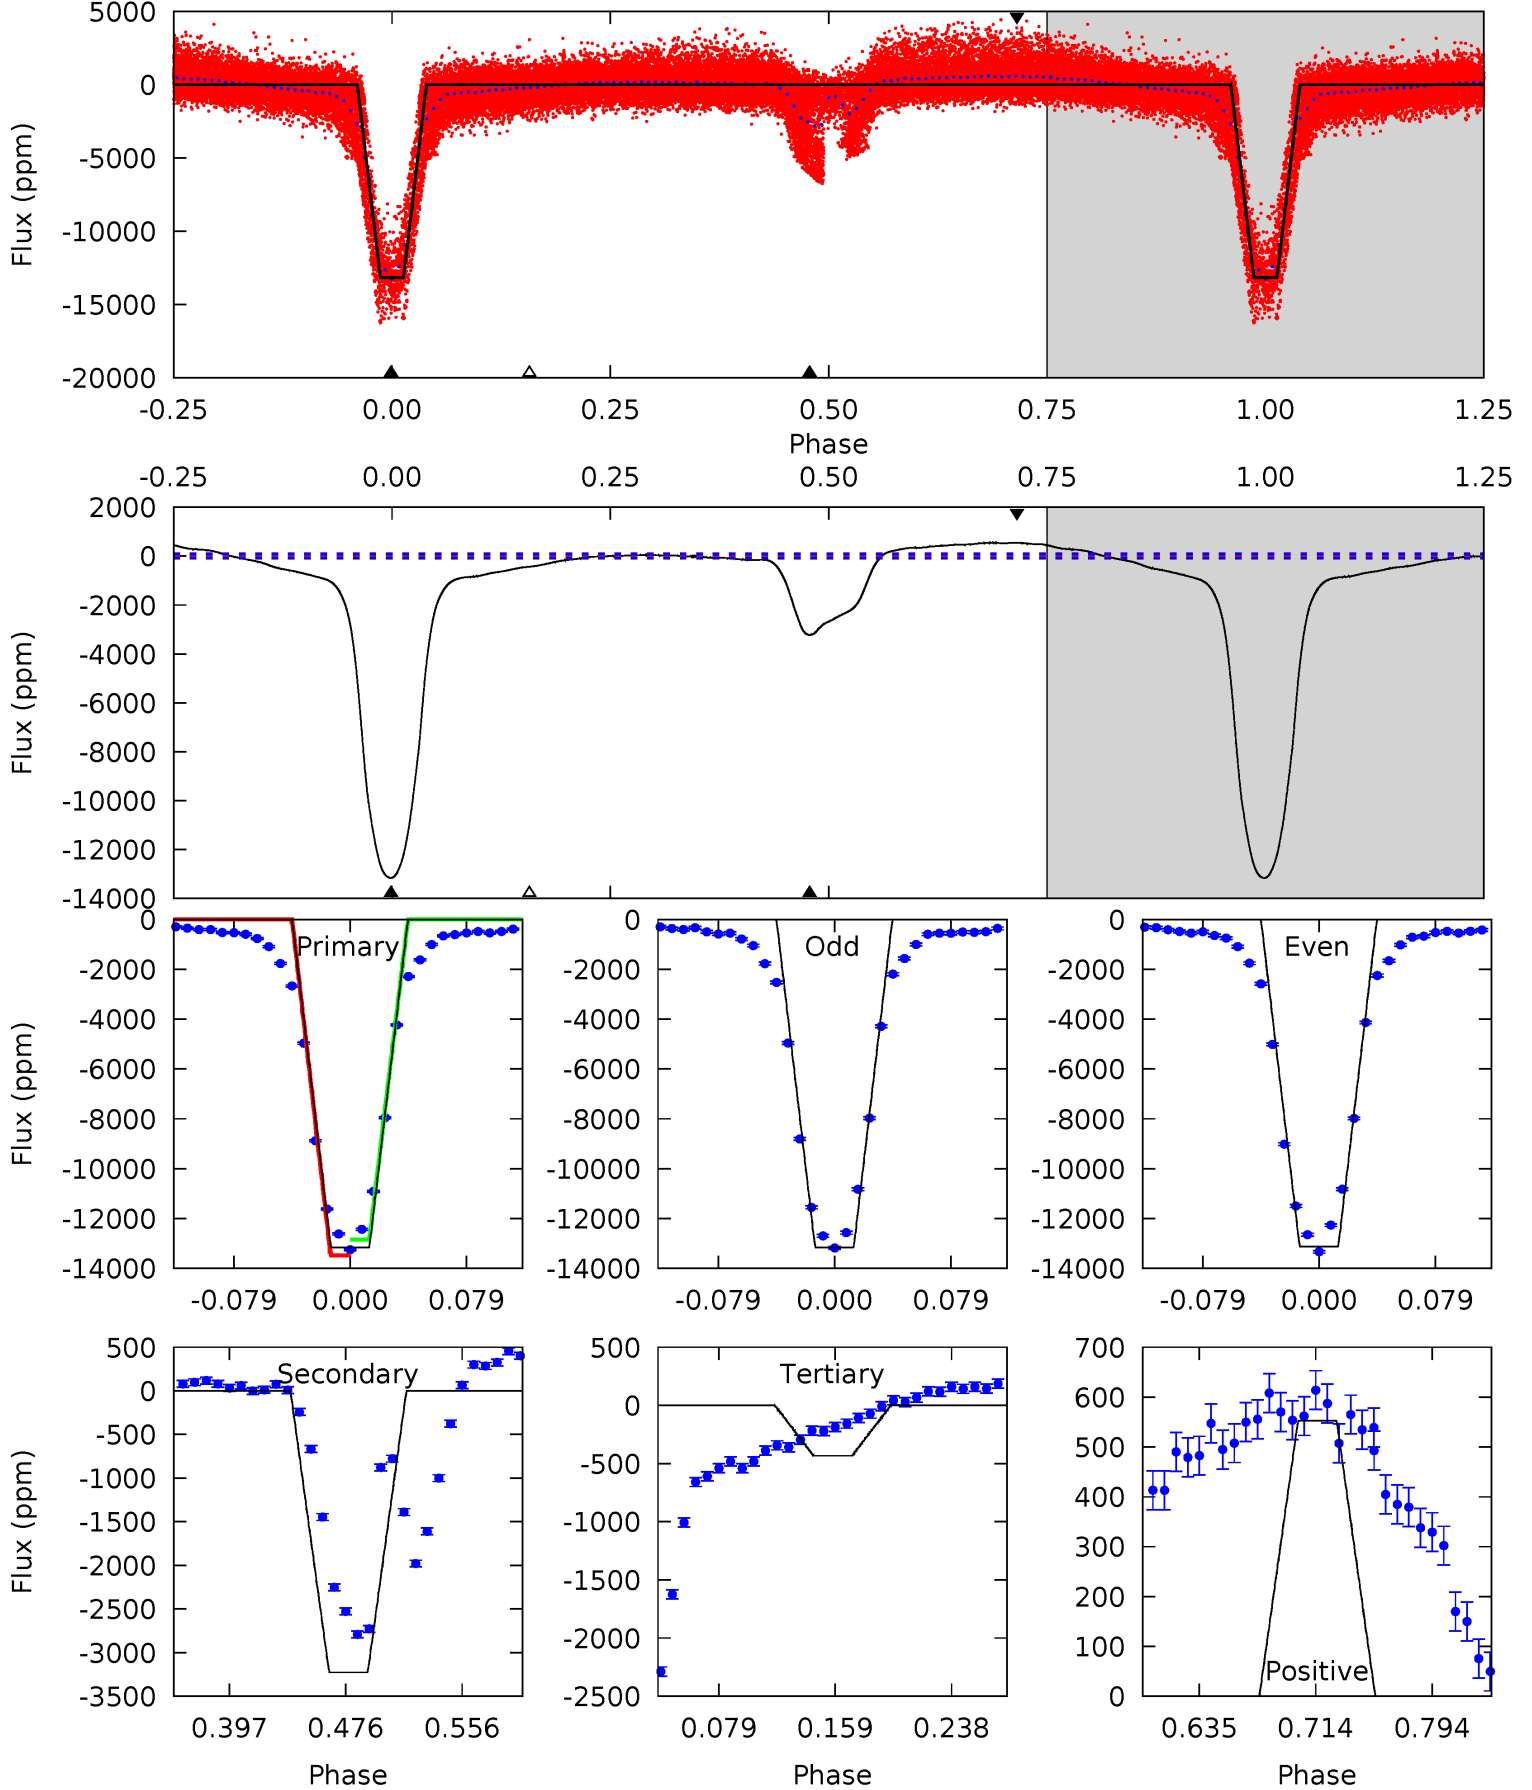 5000
0
-5000
-10000
-15000
-20000
Flux (ppm)
-0.25 0.00 0.25 0.50 0.75 1.00 1.25
Phase
-0.25 0.00 0.25 0.50 0.75 1.00 1.25
2000
0
-2000
-4000
-6000
-8000
-10000
-12000
-14000
Flux (ppm)
Primary
0
-2000
-4000
-6000
-8000
-10000
-12000
-14000
Flux (ppm)
-0.079 0.000 0.079
Odd
0
-2000
-4000
-6000
-8000
-10000
-12000
-14000
-0.079 0.000 0.079
Even
0
-2000
-4000
-6000
-8000
-10000
-12000
-14000
-0.079 0.000 0.079
Secondary
500
0
-500
-1000
-1500
-2000
-2500
-3000
-3500
Flux (ppm)
0.397 0.476 0.556
Phase
Tertiary
500
0
-500
-1000
-1500
-2000
-2500
0.079 0.159 0.238
Phase
700
600
500
400
300
200
100
0
Positive
0.635 0.714 0.794
Phase